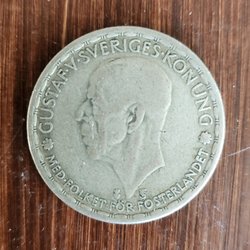 GUSTAF·V·SVERIGES·KONUNG
MED·FOLKET·FÖR·FOSTERLANDET
G